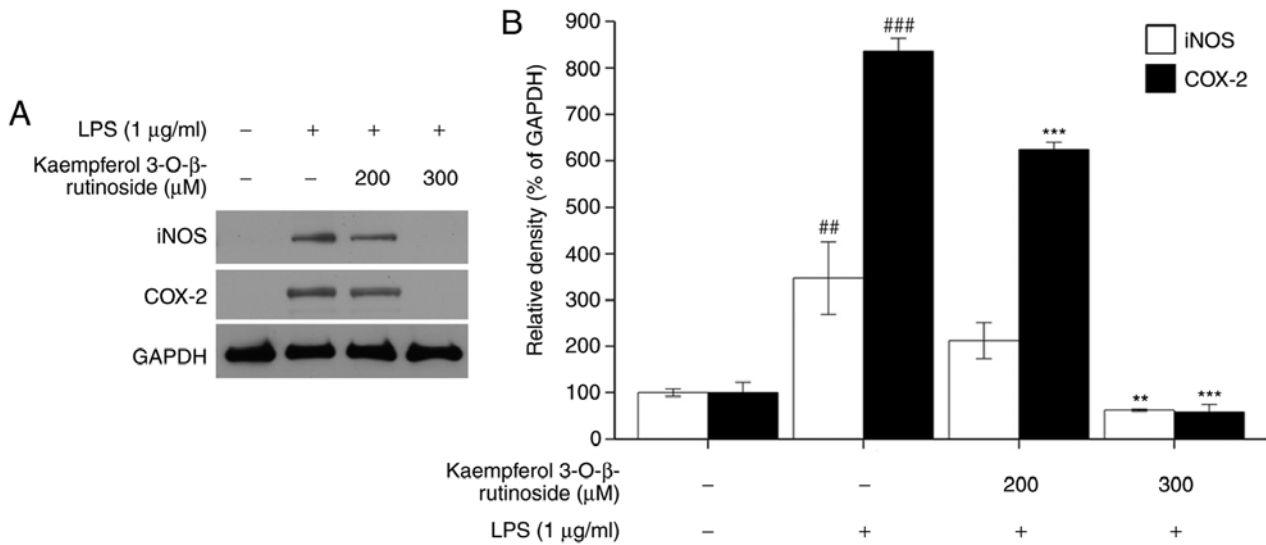 A
LPS (1 μg/ml) – + + +
Kaempferol 3-O-β-
rutinoside (μM) – – 200 300
iNOS
COX-2
GAPDH
B
Relative density (% of GAPDH)
900
800
700
600
500
400
300
200
100
0
## ### *** ** ***
iNOS
COX-2
Kaempferol 3-O-β-
rutinoside (μM) – – 200 300
LPS (1 μg/ml) – + + +